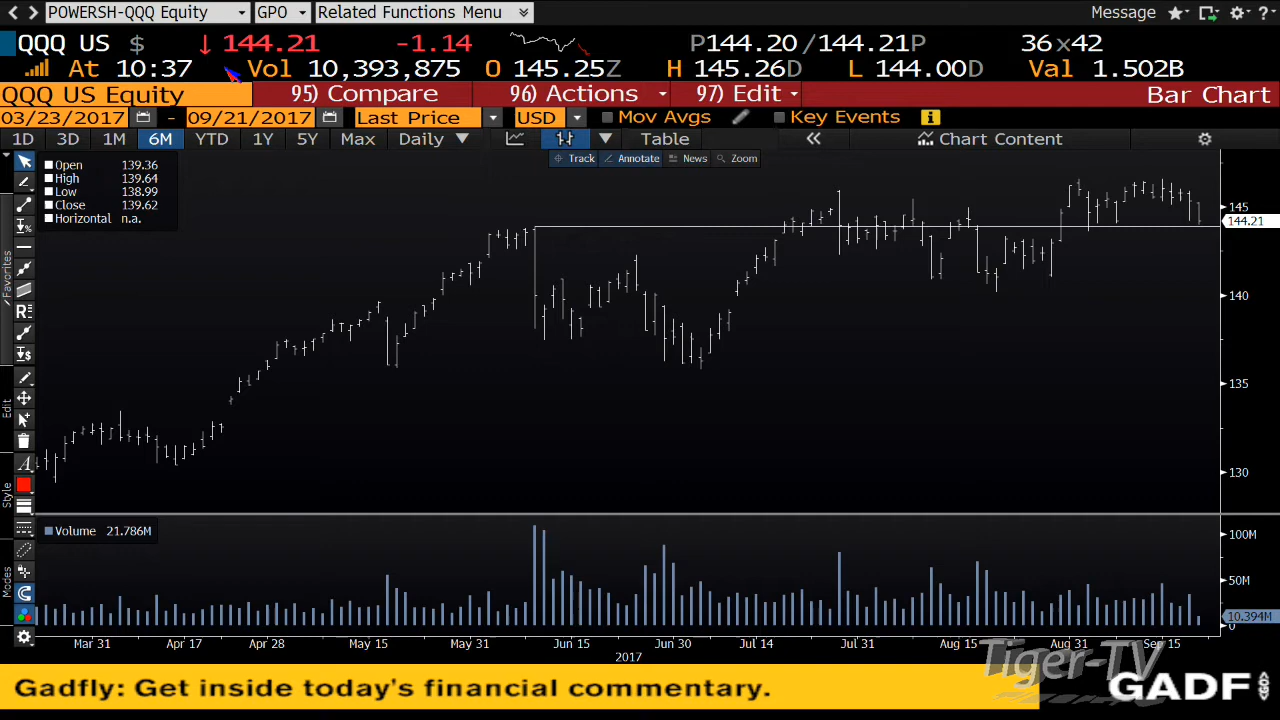 POWERSH-QQQ Equity GPO Related Functions Menu Message
QQQ US $ ↓ 144.21 -1.14 P144.20 /144.21P 36x42
At 10:37 Vol 10,393,875 O 145.25Z H 145.26D L 144.00D Val 1.502B
QQQ US Equity 95) Compare 96) Actions 97) Edit Bar Chart
03/23/2017 - 09/21/2017 Last Price USD Mov Avgs Key Events
1D 3D 1M 6M YTD 1Y 5Y Max Daily Table Chart Content
Track Annotate News Zoom
Open 139.36
High 139.64
Low 138.99
Close 139.62
Horizontal n.a.
145
144.21
140
135
130
Favorites
Edit
Style
Modes
Volume 21.786M
100M
50M
10.394M
0
Mar 31 Apr 17 Apr 28 May 15 May 31 Jun 15 Jun 30 Jul 14 Jul 31 Aug 15 Aug 31 Sep 15
2017
Tiger-TV
Gadfly: Get inside today's financial commentary.
GADF
GO